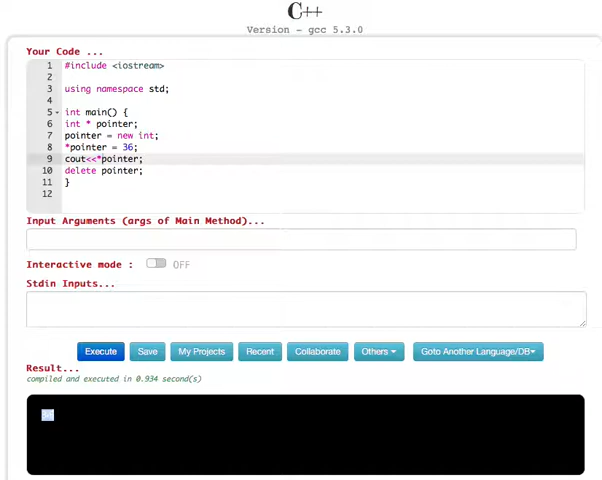 C++
Version - gcc 5.3.0
Your Code ...
1 #include <iostream>
2
3 using namespace std;
4
5 int main() {
6 int * pointer;
7 pointer = new int;
8 *pointer = 36;
9 cout<<*pointer;
10 delete pointer;
11 }
12
Input Arguments (args of Main Method)...
Interactive mode : OFF
Stdin Inputs...
Execute Save My Projects Recent Collaborate Others Goto Another Language/DB
Result...
compiled and executed in 0.934 second(s)
36